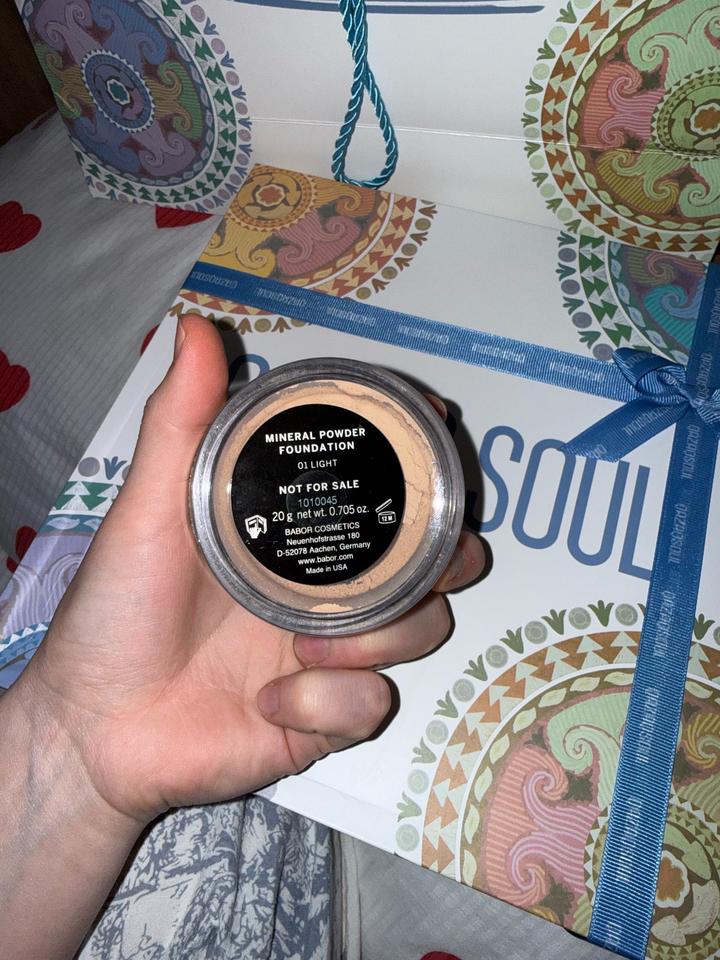 MINERAL POWDER
FOUNDATION
01 LIGHT
NOT FOR SALE
1010045
20 g net wt. 0.705 oz.
12 M
BABOR COSMETICS
Neuenhofstrasse 180
D-52078 Aachen, Germany
www.babor.com
Made in USA
SOUL